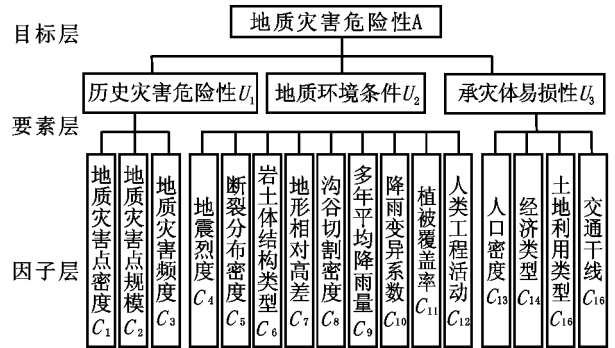 目标层
地质灾害危险性A
历史灾害危险性U₁
地质环境条件U₂
承灾体易损性U₃
要素层
因子层
地质灾害点密度C₁
地质灾害点规模C₂
地质灾害频度C₃
地震烈度C₄
断裂分布密度C₅
岩土体结构类型C₆
地形相对高差C₇
沟谷切割密度C₈
多年平均降雨量C₉
降雨变异系数C₁₀
植被覆盖率C₁₁
人类工程活动C₁₂
人口密度C₁₃
经济类型C₁₄
土地利用类型C₁₆
交通干线C₁₆